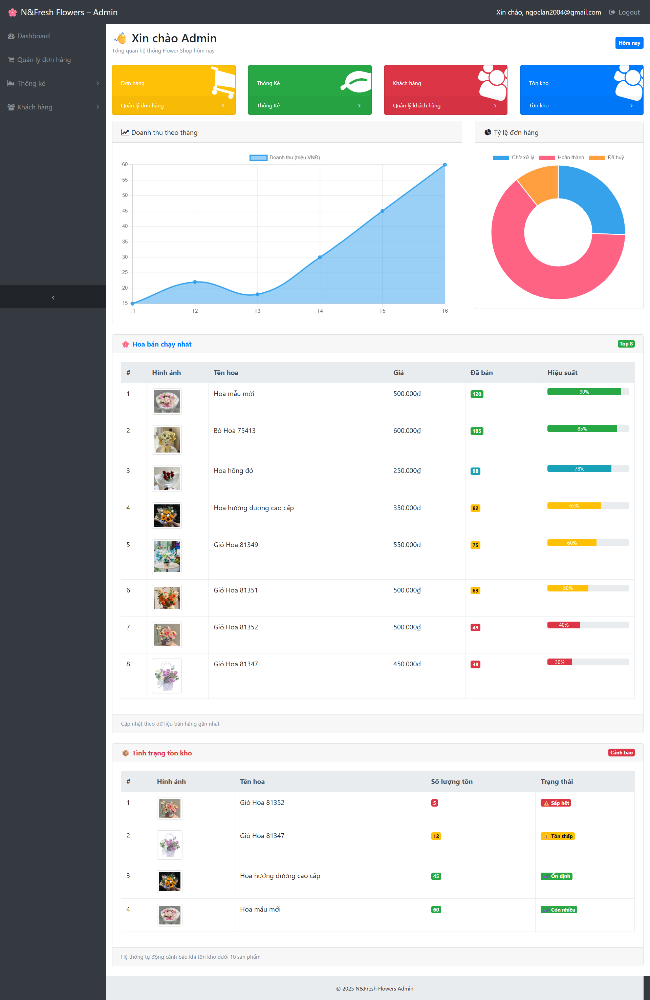 N&Fresh Flowers – Admin
Xin chào, ngoclan2004@gmail.com Logout
Dashboard
Quản lý đơn hàng
Thống kê
Khách hàng
Xin chào Admin
Tổng quan hệ thống Flower Shop hôm nay
Hôm nay
Đơn hàng
Quản lý đơn hàng
Thông Kê
Thông Kê
Khách hàng
Quản lý khách hàng
Tồn kho
Tồn kho
Doanh thu theo tháng
Doanh thu (triệu VNĐ)
60
55
50
45
40
35
30
25
20
15
T1 T2 T3 T4 T5 T6
Tỷ lệ đơn hàng
Chờ xử lý Hoàn thành Đã huỷ
Hoa bán chạy nhất
Top 8
# Hình ảnh Tên hoa Giá Đã bán Hiệu suất
1 Hoa mẫu mới 500.000₫ 120 90%
2 Bó Hoa 75413 600.000₫ 105 85%
3 Hoa hồng đỏ 250.000₫ 98 78%
4 Hoa hướng dương cao cấp 350.000₫ 82 65%
5 Giỏ Hoa 81349 550.000₫ 75 60%
6 Giỏ Hoa 81351 500.000₫ 63 50%
7 Giỏ Hoa 81352 500.000₫ 49 40%
8 Giỏ Hoa 81347 450.000₫ 38 30%
Cập nhật theo dữ liệu bán hàng gần nhất
Tình trạng tồn kho
Cảnh báo
# Hình ảnh Tên hoa Số lượng tồn Trạng thái
1 Giỏ Hoa 81352 5 Sắp hết
2 Giỏ Hoa 81347 12 Tồn thấp
3 Hoa hướng dương cao cấp 45 Ổn định
4 Hoa mẫu mới 60 Còn nhiều
Hệ thống tự động cảnh báo khi tồn kho dưới 10 sản phẩm
© 2025 N&Fresh Flowers Admin